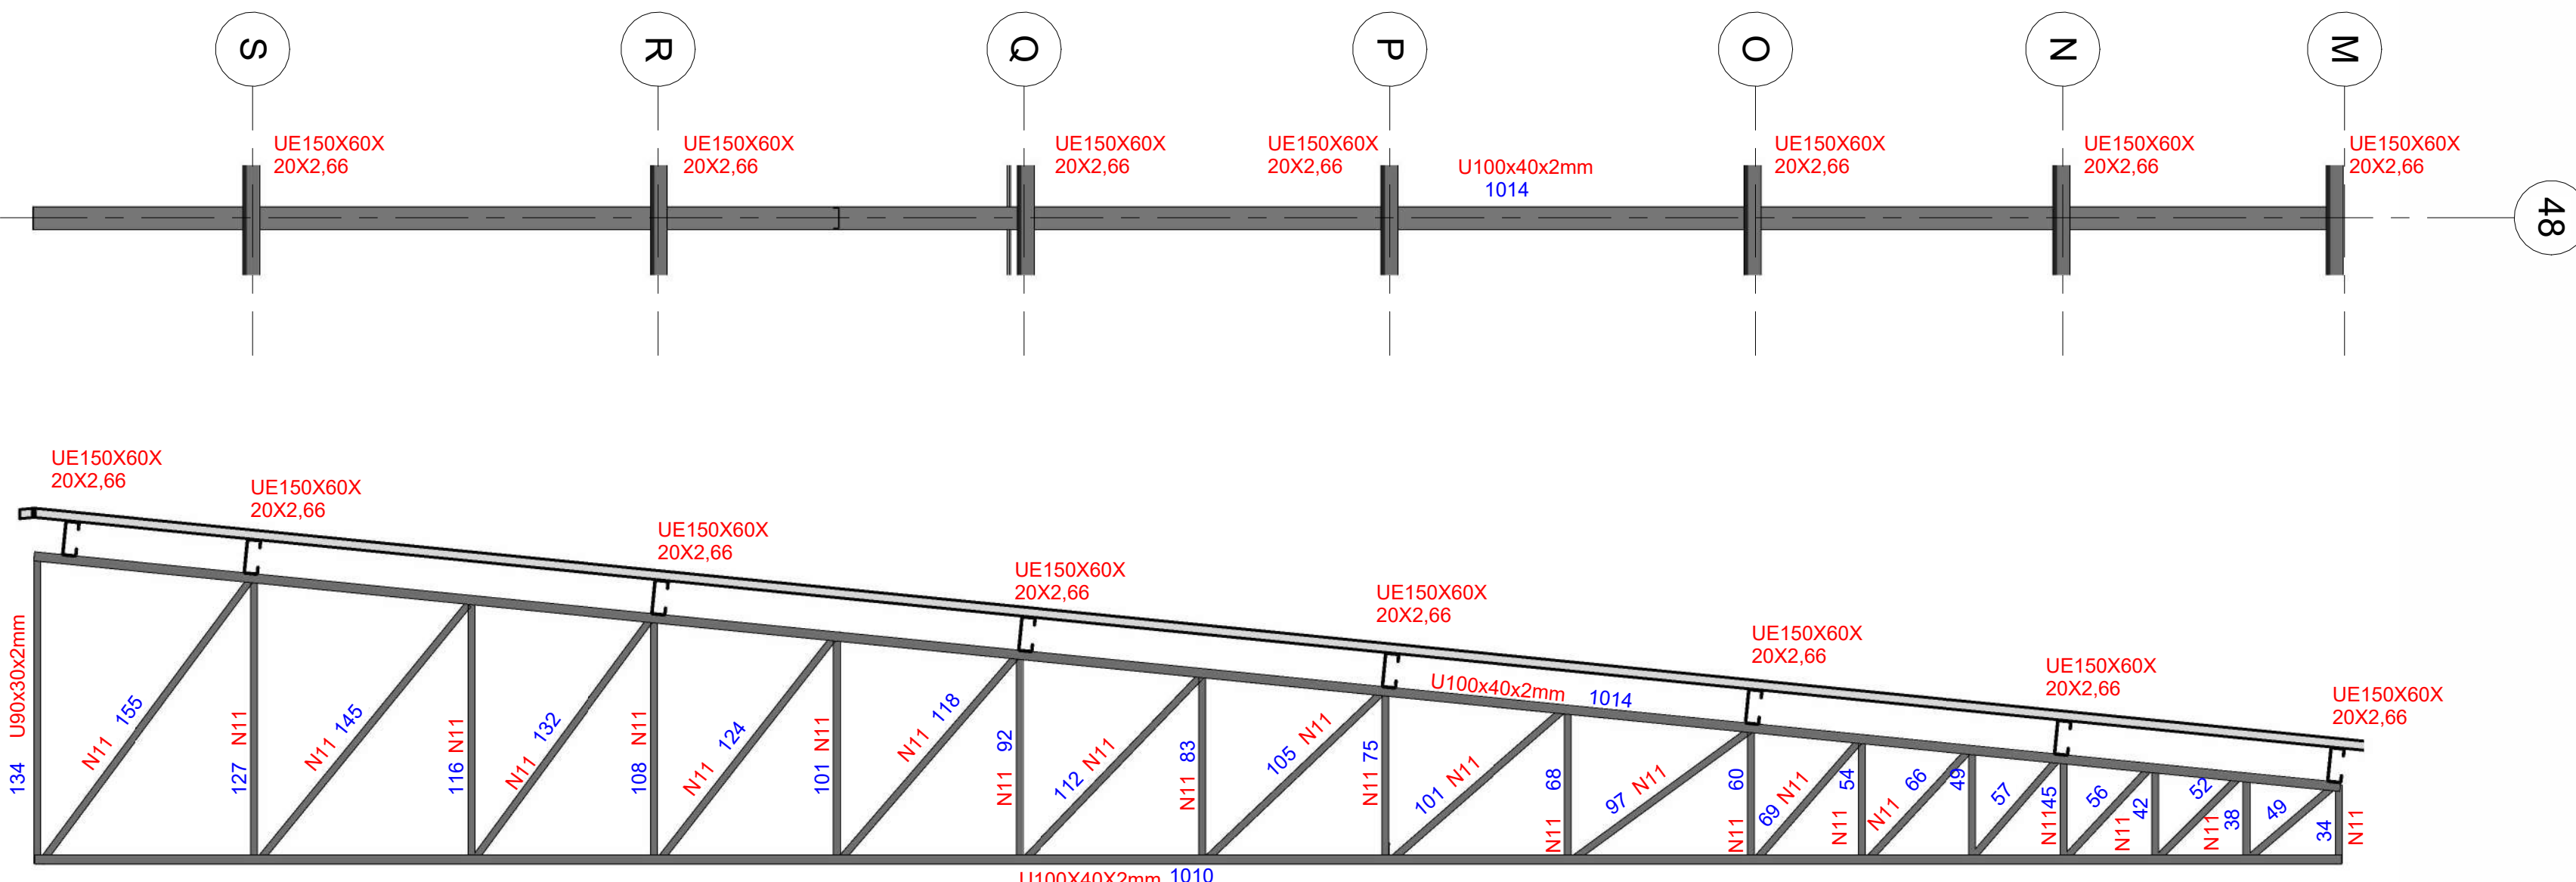 S
R
Q
P
O
N
M
UE150X60X
20X2,66
UE150X60X
20X2,66
UE150X60X
20X2,66
UE150X60X
20X2,66
U100x40x2mm
1014
UE150X60X
20X2,66
UE150X60X
20X2,66
UE150X60X
20X2,66
48
UE150X60X
20X2,66
UE150X60X
20X2,66
UE150X60X
20X2,66
UE150X60X
20X2,66
UE150X60X
20X2,66
UE150X60X
20X2,66
UE150X60X
20X2,66
UE150X60X
20X2,66
U100x40x2mm 1014
134 U90x30x2mm
N11 155
127 N11
N11 145
116 N11
N11 132
108 N11
N11 124
101 N11
N11 118
N11 92
112 N11
N11 83
105 N11
N11 75
101 N11
N11 68
97 N11
N11 60
69 N11
N11 54
N11 66
49
57
N11 45
56
N11 42
52
N11 38
49
34 N11
U100X40X2mm 1010